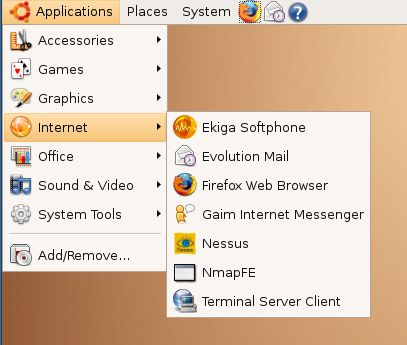 Applications Places System
Accessories
Games
Graphics
Internet
Office
Sound & Video
System Tools
Add/Remove...
Ekiga Softphone
Evolution Mail
Firefox Web Browser
Gaim Internet Messenger
Nessus
NmapFE
Terminal Server Client